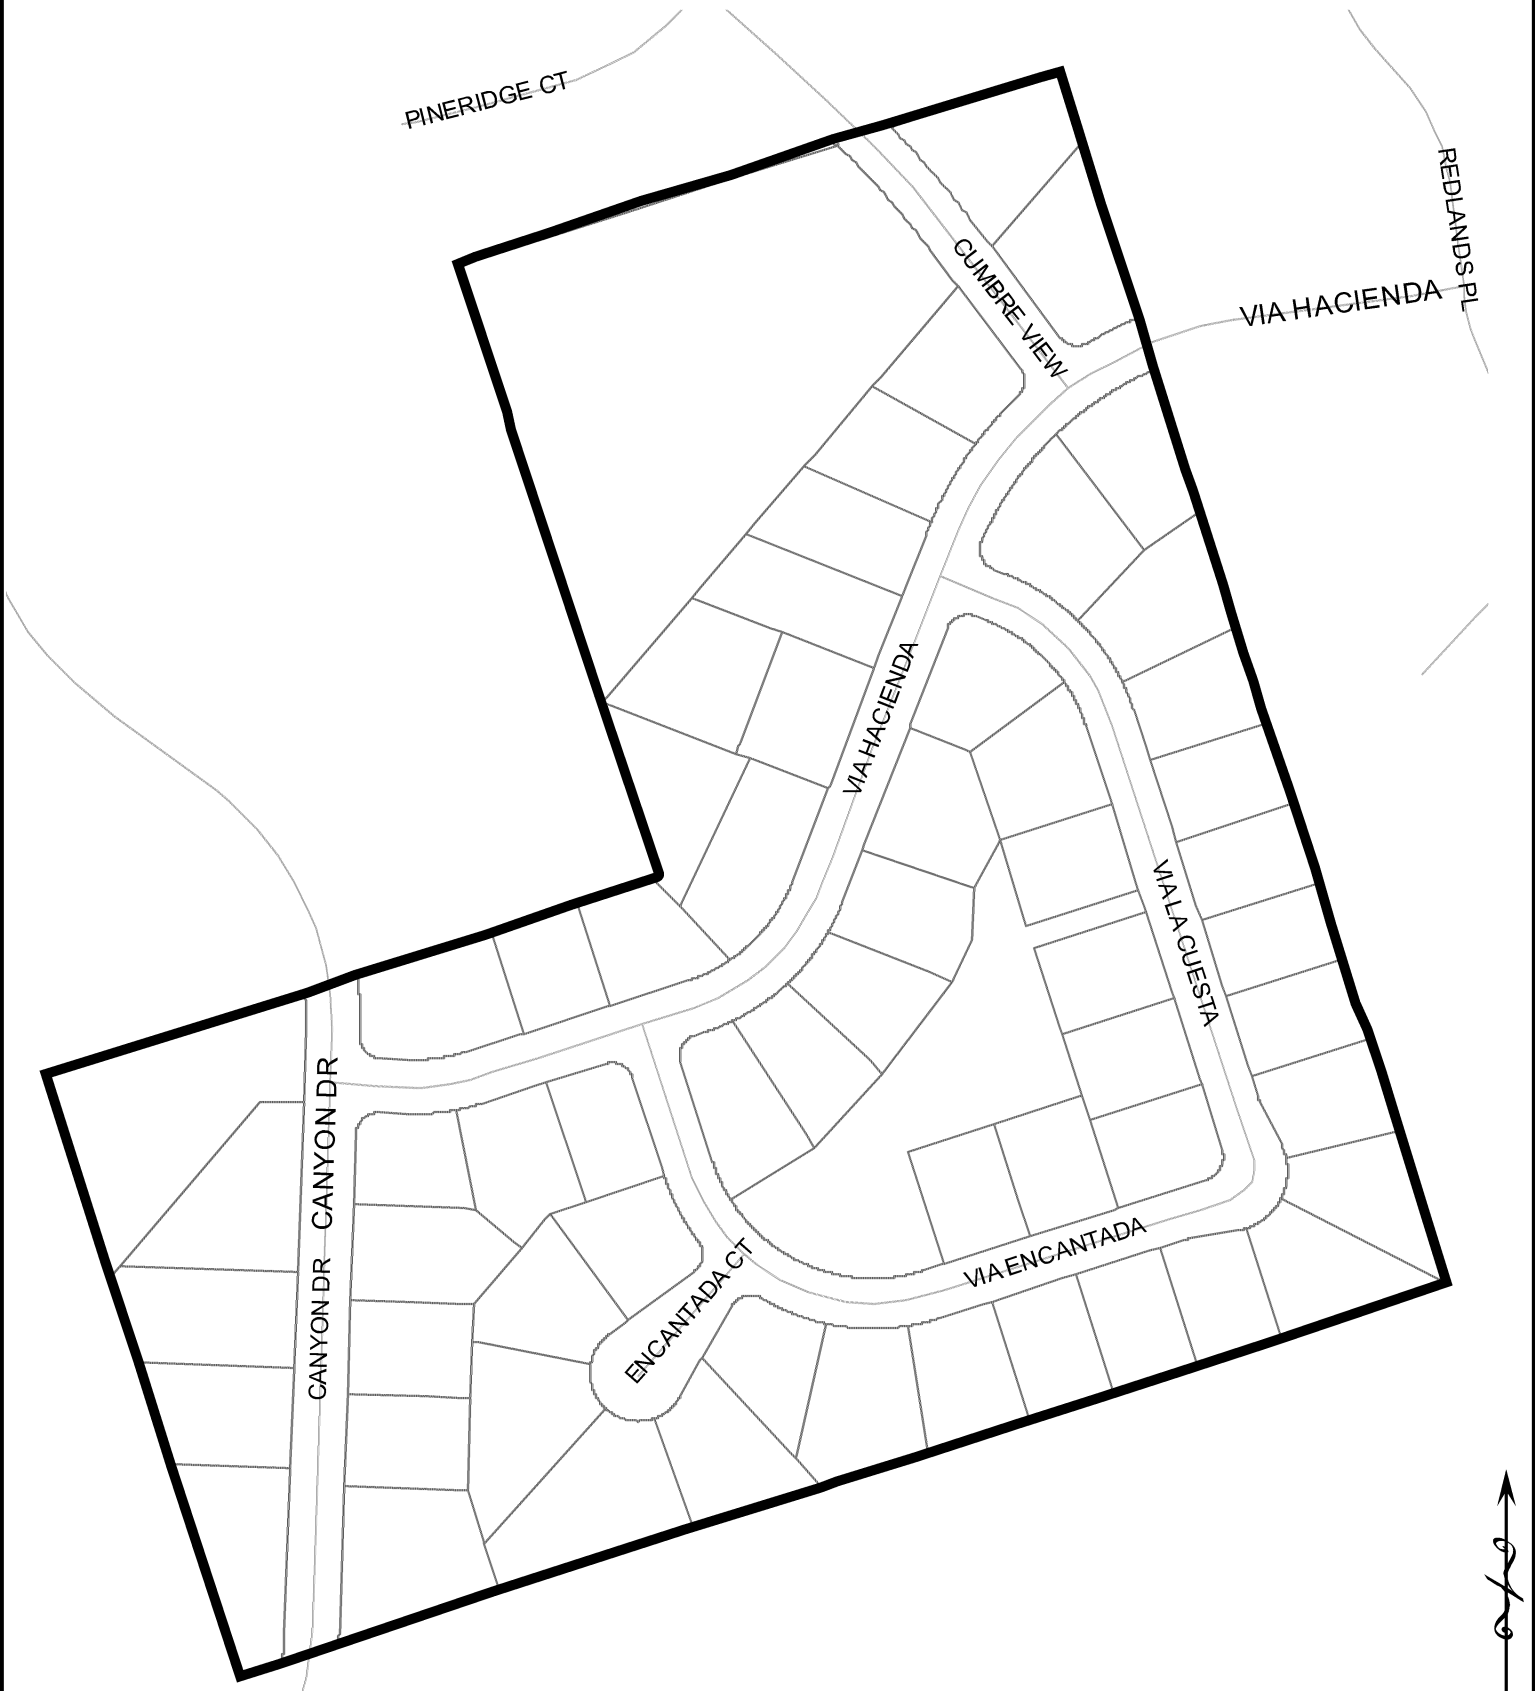 PINERIDGE CT
REDLANDS PL
CUMBRE VIEW
VIA HACIENDA
VIA HACIENDA
VIA LA CUESTA
CANYON DR
CANYON DR
VIA ENCANTADA
ENCANTADA CT